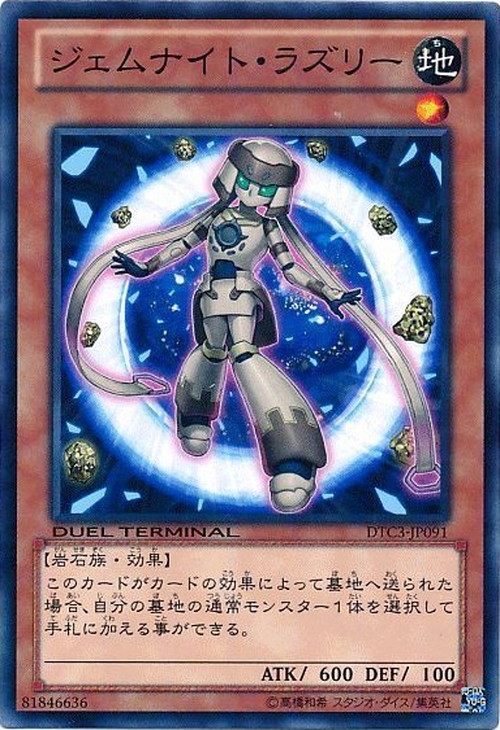 ジェムナイト・ラズリー
地
DUEL TERMINAL DTC3-JP091
【岩石族・効果】
このカードがカードの効果によって墓地へ送られた
場合、自分の墓地の通常モンスター1体を選択して
手札に加える事ができる。
ATK/ 600 DEF/ 100
81846636 ©高橋和希 スタジオ・ダイス/集英社